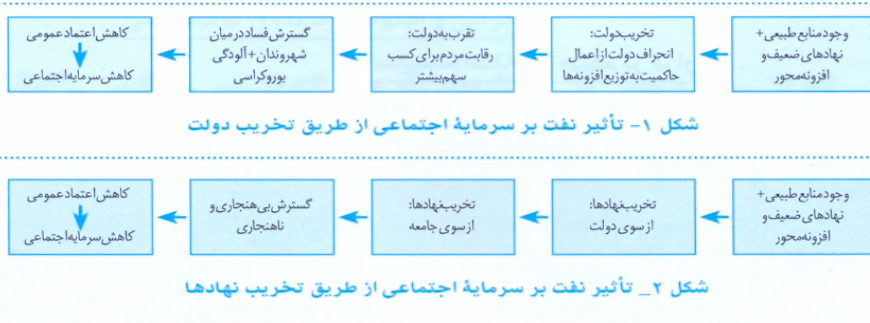 وجود منابع طبیعی+
نهادهای ضعیف و
افزونه‌محور
تخریب دولت:
انحراف دولت از اعمال
حاکمیت به توزیع افزونه‌ها
تقرب به دولت:
رقابت مردم برای کسب
سهم بیشتر
گسترش فساد در میان
شهروندان+آلودگی
بوروکراسی
کاهش اعتماد عمومی
کاهش سرمایه اجتماعی
شکل ۱- تأثیر نفت بر سرمایۀ اجتماعی از طریق تخریب دولت
وجود منابع طبیعی+
نهادهای ضعیف و
افزونه‌محور
تخریب نهادها:
از سوی دولت
تخریب نهادها:
از سوی جامعه
گسترش بی‌هنجاری و
ناهنجاری
کاهش اعتماد عمومی
کاهش سرمایه اجتماعی
شکل ۲_ تأثیر نفت بر سرمایۀ اجتماعی از طریق تخریب نهادها